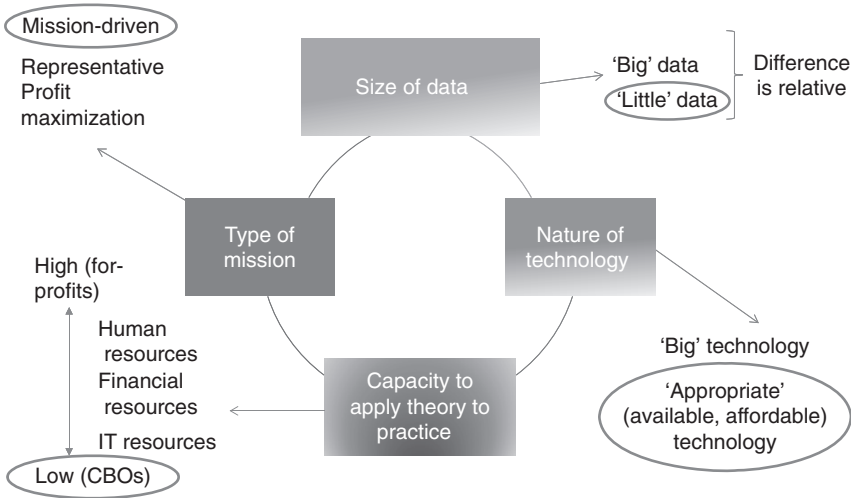 Mission-driven
Representative
Profit
maximization
Size of data
‘Big’ data
‘Little’ data
Difference
is relative
Type of
mission
Nature of
technology
High (for-
profits)
Human
resources
Financial
resources
IT resources
Low (CBOs)
Capacity to
apply theory to
practice
‘Big’ technology
‘Appropriate’
(available, affordable)
technology